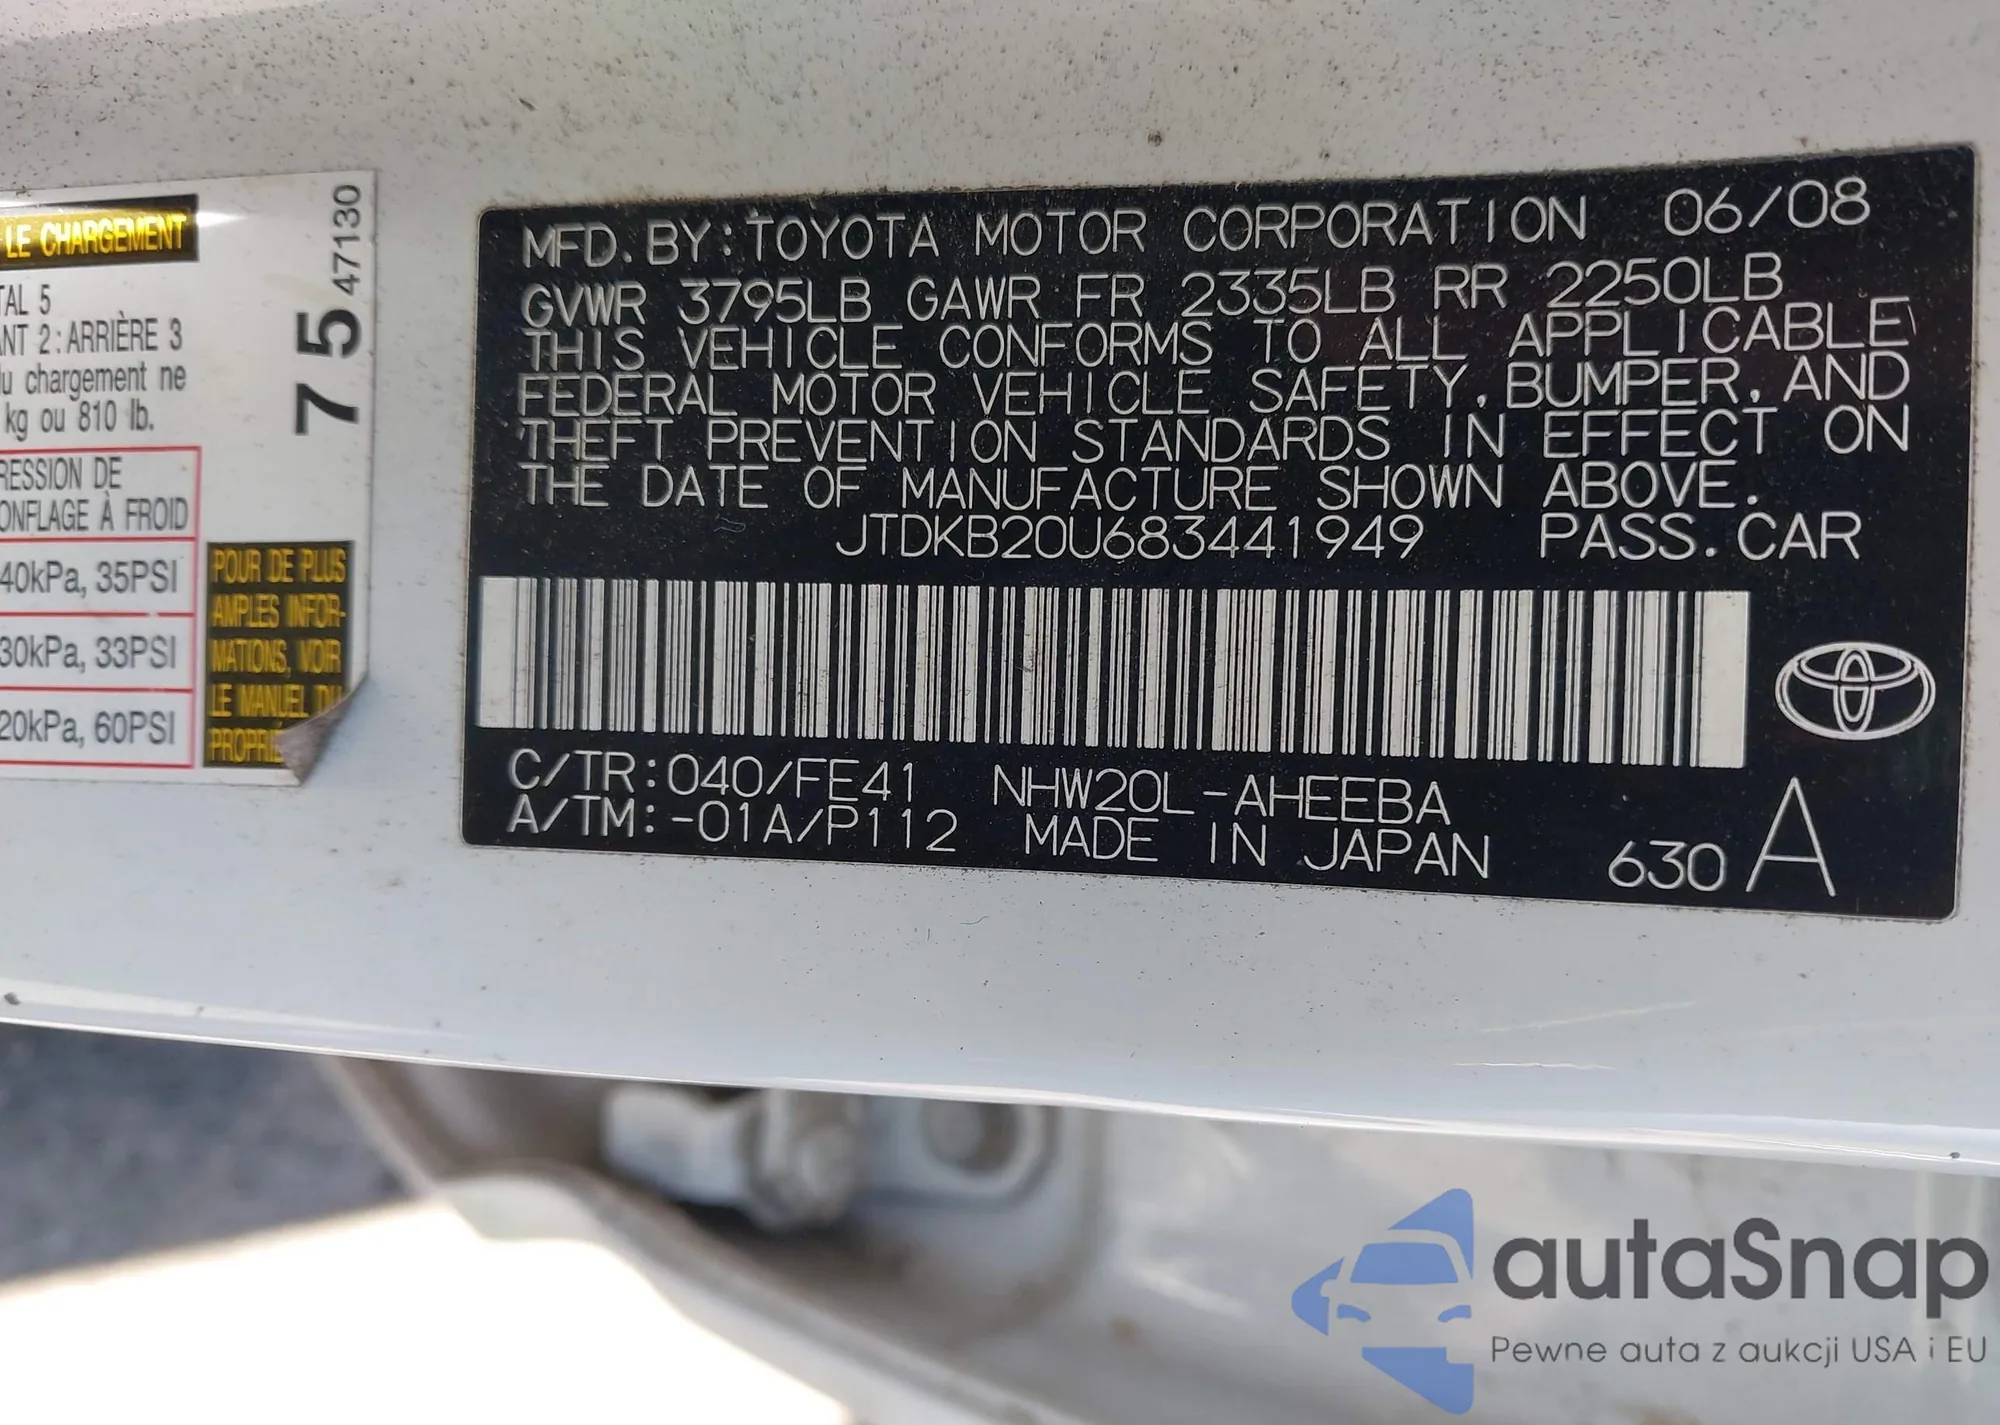 LE CHARGEMENT
TAL 5
ANT 2 : ARRIÈRE 3
du chargement ne
kg ou 810 lb.
RESSION DE
ONFLAGE À FROID
40kPa, 35PSI
30kPa, 33PSI
20kPa, 60PSI
75 47130
POUR DE PLUS
AMPLES INFOR-
MATIONS, VOIR
LE MANUEL DU
PROPRIÉ
MFD. BY: TOYOTA MOTOR CORPORATION 06/08
GVWR 3795LB GAWR FR 2335LB RR 2250LB
THIS VEHICLE CONFORMS TO ALL APPLICABLE
FEDERAL MOTOR VEHICLE SAFETY, BUMPER, AND
THEFT PREVENTION STANDARDS IN EFFECT ON
THE DATE OF MANUFACTURE SHOWN ABOVE.
JTDKB20U683441949 PASS. CAR
C/TR: 040/FE41 NHW20L-AHEEBA
A/TM: -01A/P112 MADE IN JAPAN 630 A
autaSnap
Pewne auta z aukcji USA i EU